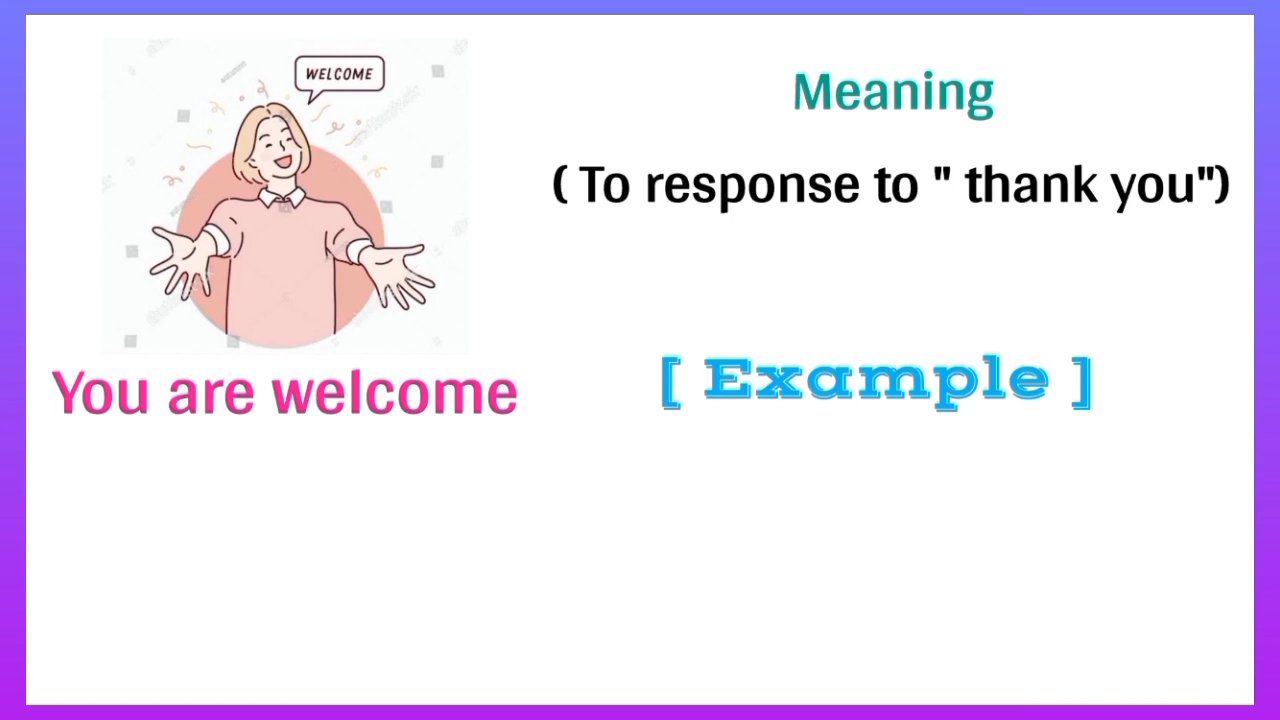 WELCOME
You are welcome
Meaning
( To response to " thank you")
[ Example ]